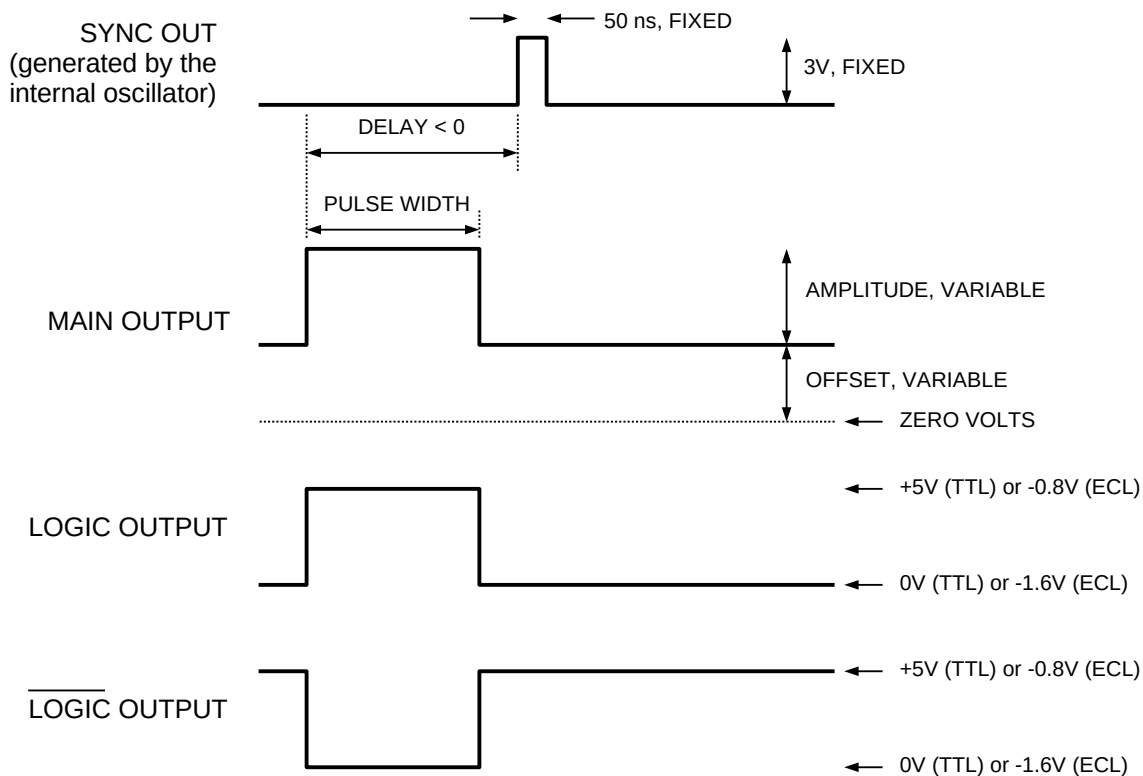 50 ns, FIXED
SYNC OUT
(generated by the
internal oscillator)
3V, FIXED
DELAY < 0
PULSE WIDTH
MAIN OUTPUT
AMPLITUDE, VARIABLE
OFFSET, VARIABLE
ZERO VOLTS
+5V (TTL) or -0.8V (ECL)
LOGIC OUTPUT
0V (TTL) or -1.6V (ECL)
+5V (TTL) or -0.8V (ECL)
L̅O̅G̅I̅C̅ OUTPUT
0V (TTL) or -1.6V (ECL)